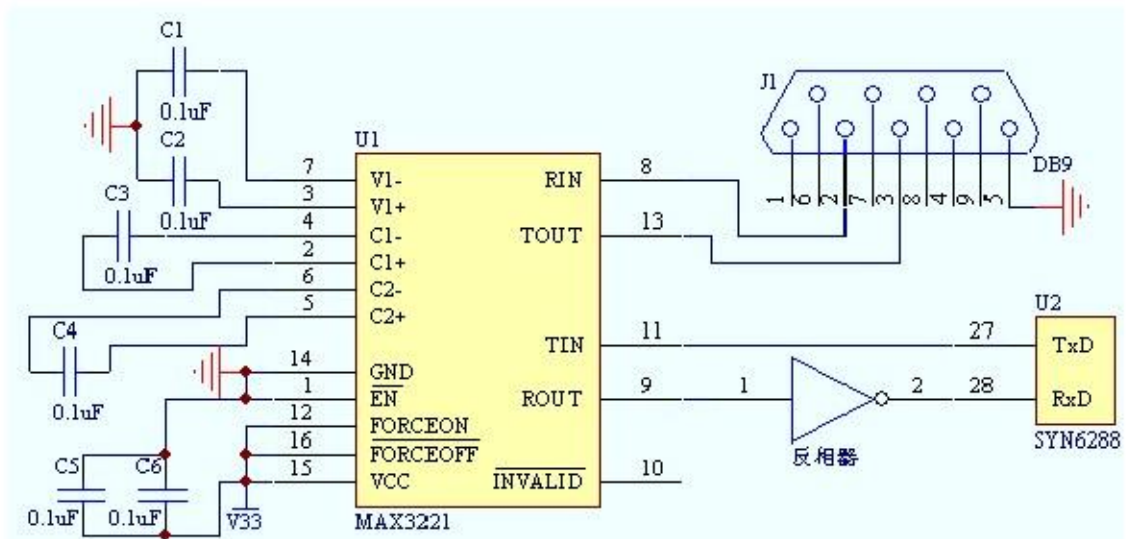 C1
0.1uF
C2
0.1uF
C3
0.1uF
C4
0.1uF
C5
0.1uF
C6
0.1uF
V33
U1
7 V1-
3 V1+
4 C1-
2 C1+
6 C2-
5 C2+
14 GND
1 EN
12 FORCEON
16 FORCEOFF
15 VCC
RIN 8
TOUT 13
TIN 11
ROUT 9
INVALID 10
MAX3221
J1
DB9
1 6 2 7 3 8 4 9 5
1
反相器
2
U2
27 TxD
28 RxD
SYN6288